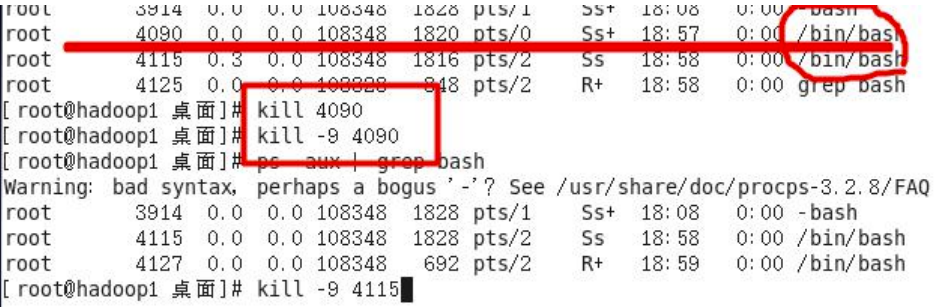 root 3914 0.0 0.0 108348 1828 pts/1 Ss+ 18:08 0:00 -bash
root 4090 0.0 0.0 108348 1820 pts/0 Ss+ 18:57 0:00 /bin/bash
root 4115 0.3 0.0 108348 1816 pts/2 Ss 18:58 0:00 /bin/bash
root 4125 0.0 0.0 848 pts/2 R+ 18:58 0:00 grep bash
[root@hadoop1 桌面]# kill 4090
[root@hadoop1 桌面]# kill -9 4090
[root@hadoop1 桌面]# ps -aux | grep bash
Warning: bad syntax, perhaps a bogus '-'? See /usr/share/doc/procps-3.2.8/FAQ
root 3914 0.0 0.0 108348 1828 pts/1 Ss+ 18:08 0:00 -bash
root 4115 0.0 0.0 108348 1828 pts/2 Ss 18:58 0:00 /bin/bash
root 4127 0.0 0.0 108348 692 pts/2 R+ 18:59 0:00 /bin/bash
[root@hadoop1 桌面]# kill -9 4115